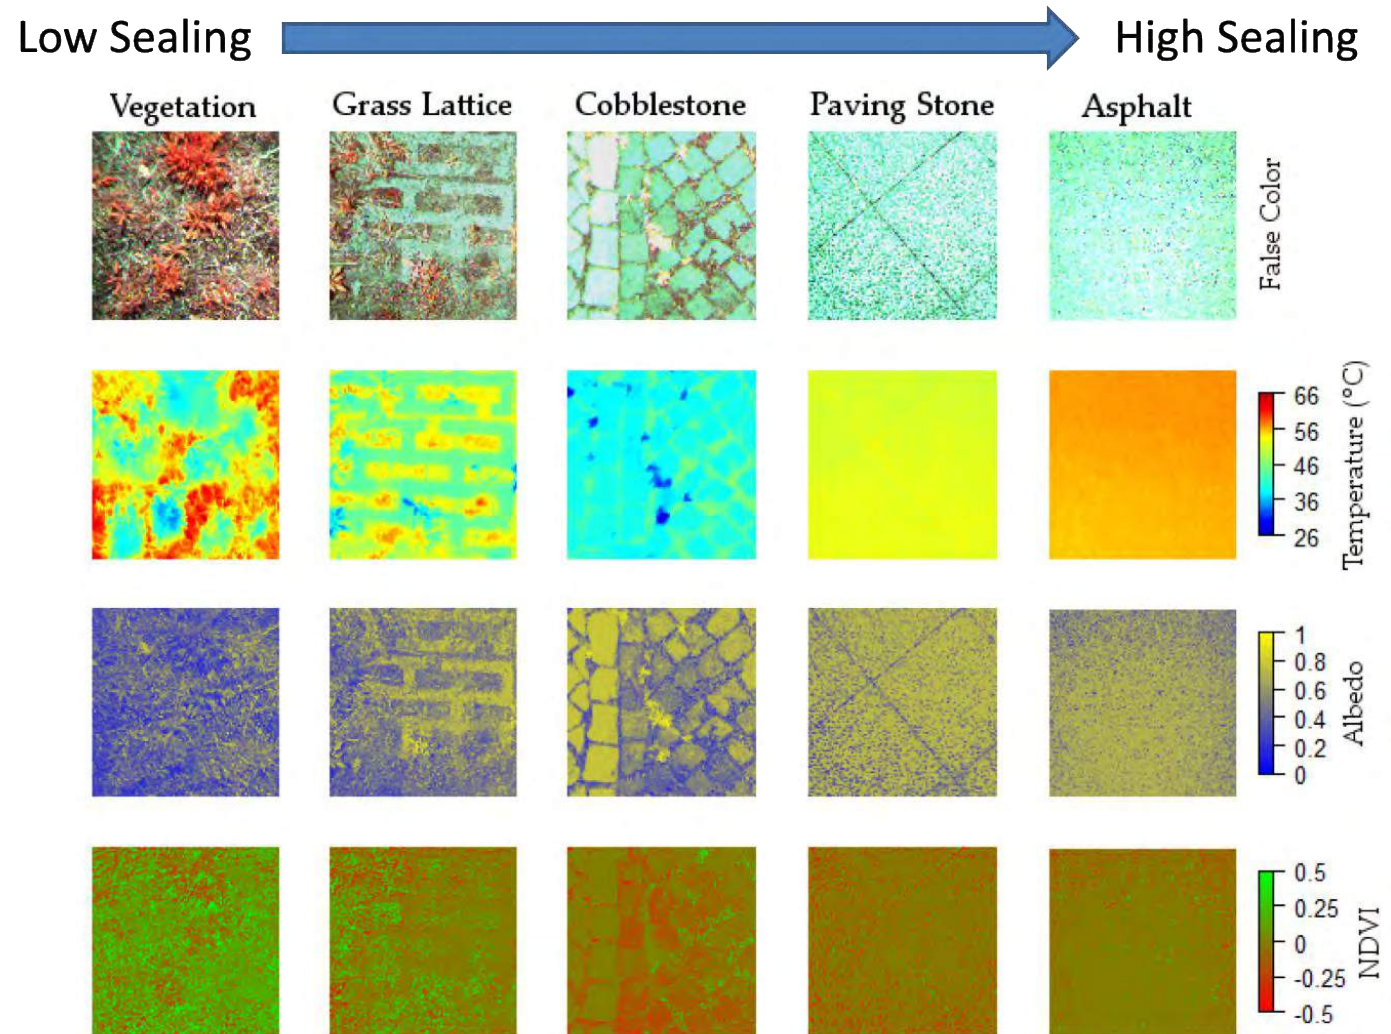 Low Sealing High Sealing
Vegetation Grass Lattice Cobblestone Paving Stone Asphalt
False Color
66
56
46
36
26
Temperature (°C)
1
0.8
0.6
0.4
0.2
0
Albedo
0.5
0.25
0
-0.25
-0.5
NDVI